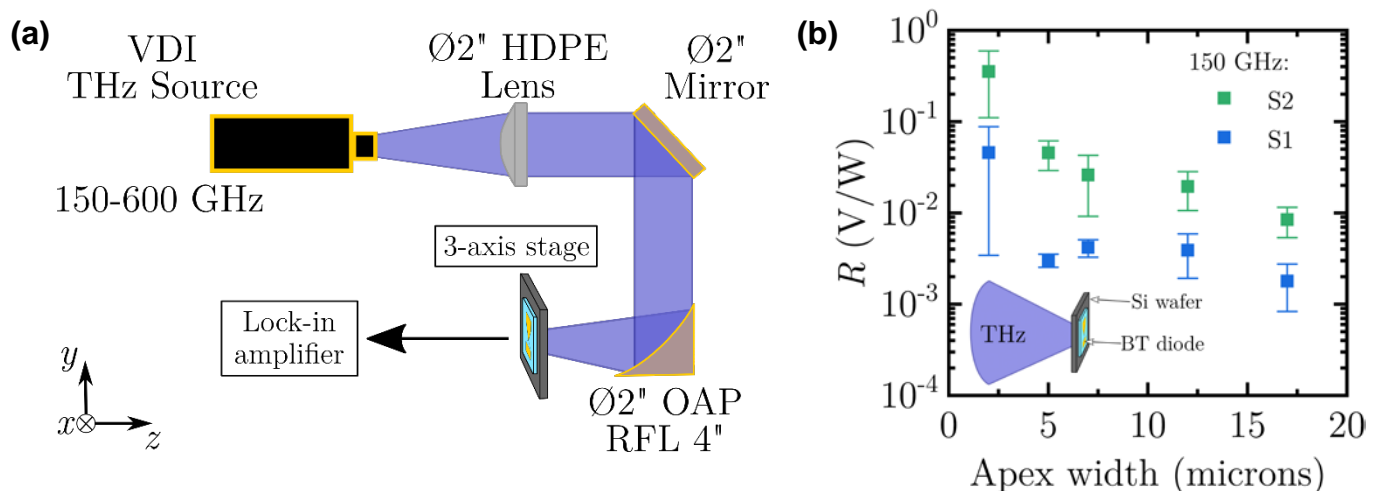 (a)
VDI
THz Source
150-600 GHz
Ø2" HDPE
Lens
Ø2"
Mirror
3-axis stage
Lock-in
amplifier
Ø2" OAP
RFL 4"
y
x
z
(b)
10⁰
10⁻¹
10⁻²
10⁻³
10⁻⁴
R (V/W)
150 GHz:
S2
S1
THz
Si wafer
BT diode
0
5
10
15
20
Apex width (microns)